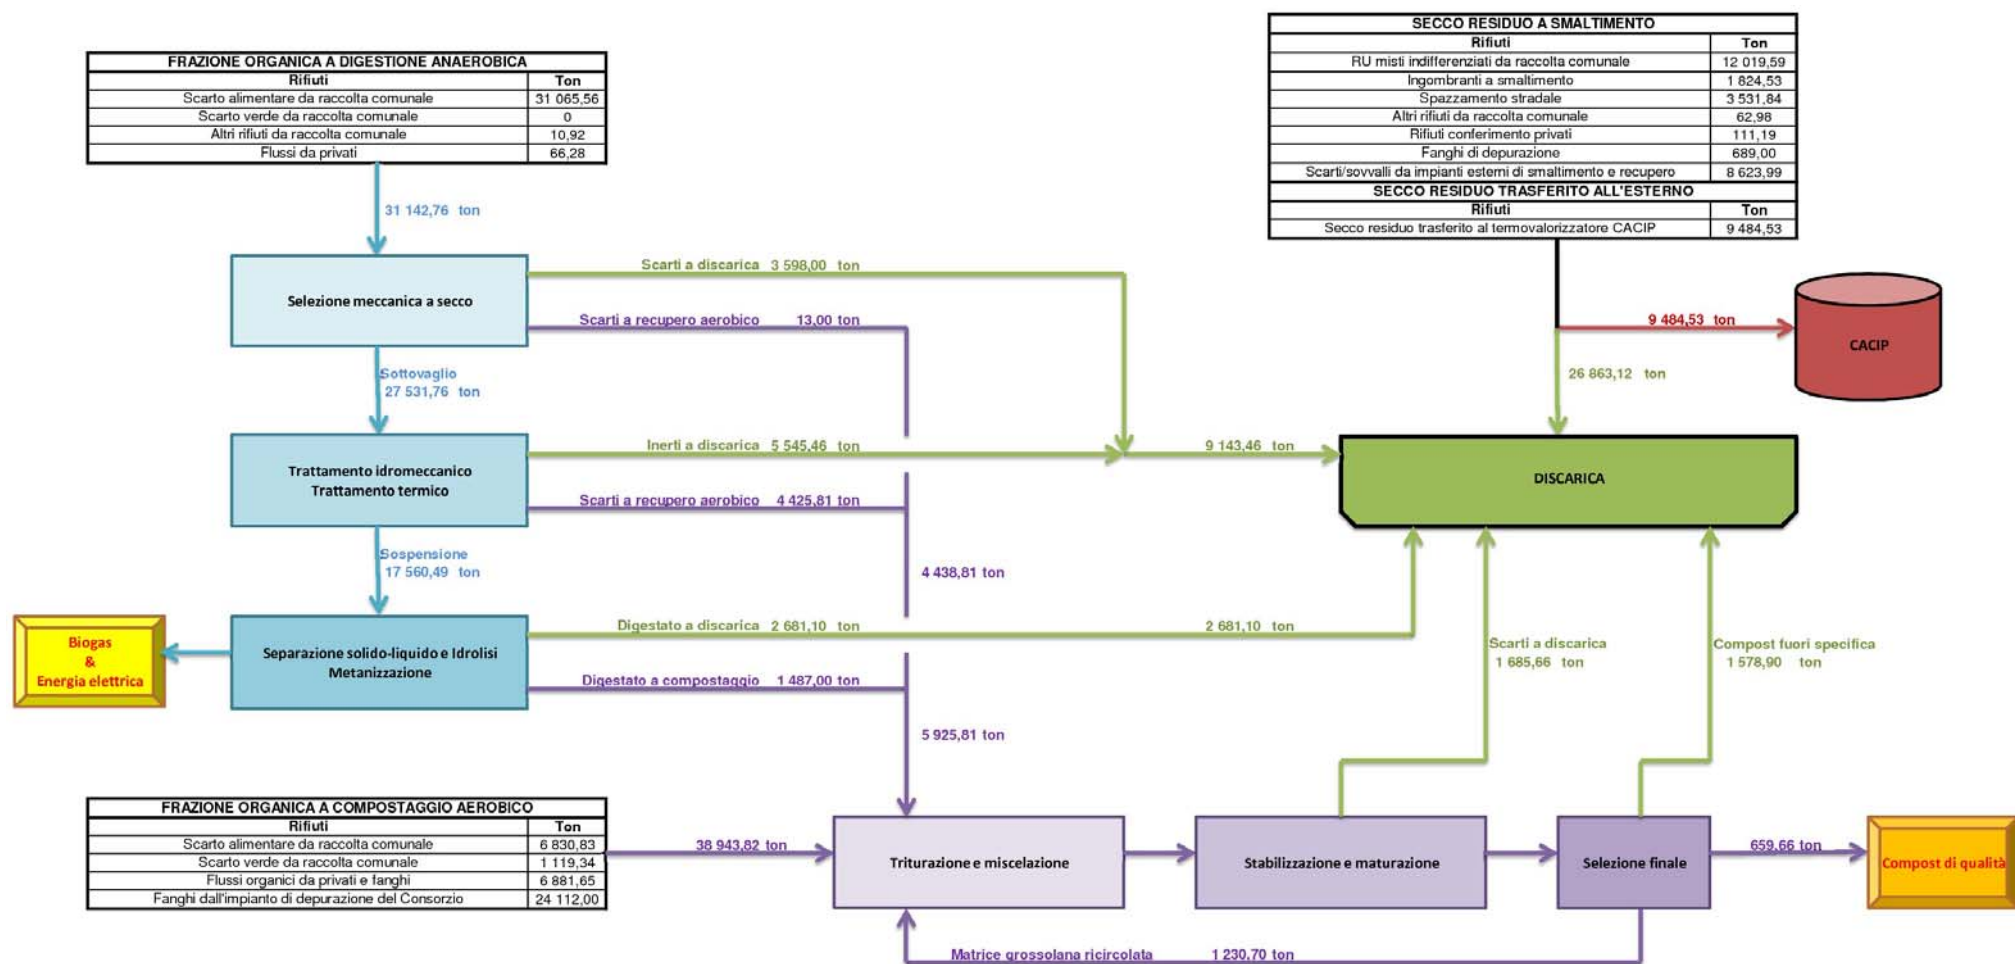 FRAZIONE ORGANICA A DIGESTIONE ANAEROBICA
Rifiuti Ton
Scarto alimentare da raccolta comunale 31 065,56
Scarto verde da raccolta comunale 0
Altri rifiuti da raccolta comunale 10,92
Flussi da privati 66,28
SECCO RESIDUO A SMALTIMENTO
Rifiuti Ton
RU misti indifferenziati da raccolta comunale 12 019,59
Ingombranti a smaltimento 1 824,53
Spazzamento stradale 3 531,84
Altri rifiuti da raccolta comunale 62,98
Rifiuti conferimento privati 111,19
Fanghi di depurazione 689,00
Scarti/sovvalli da impianti esterni di smaltimento e recupero 8 623,99
SECCO RESIDUO TRASFERITO ALL'ESTERNO
Rifiuti Ton
Secco residuo trasferito al termovalorizzatore CACIP 9 484,53
31 142,76 ton
Selezione meccanica a secco
Scarti a discarica 3 598,00 ton
Scarti a recupero aerobico 13,00 ton
9 484,53 ton
CACIP
26 863,12 ton
Sottovaglio
27 531,76 ton
Trattamento idromeccanico
Trattamento termico
Inerti a discarica 5 545,46 ton
9 143,46 ton
DISCARICA
Scarti a recupero aerobico 4 425,81 ton
Sospensione
17 560,49 ton
4 438,81 ton
Biogas
&
Energia elettrica
Separazione solido-liquido e Idrolisi
Metanizzazione
Digestato a discarica 2 681,10 ton
2 681,10 ton
Digestato a compostaggio 1 487,00 ton
Scarti a discarica
1 685,66 ton
Compost fuori specifica
1 578,90 ton
5 925,81 ton
FRAZIONE ORGANICA A COMPOSTAGGIO AEROBICO
Rifiuti Ton
Scarto alimentare da raccolta comunale 6 830,83
Scarto verde da raccolta comunale 1 119,34
Flussi organici da privati e fanghi 6 881,65
Fanghi dall'impianto di depurazione del Consorzio 24 112,00
38 943,82 ton
Triturazione e miscelazione
Stabilizzazione e maturazione
Selezione finale
659,66 ton
Compost di qualità
Matrice grossolana ricircolata 1 230,70 ton